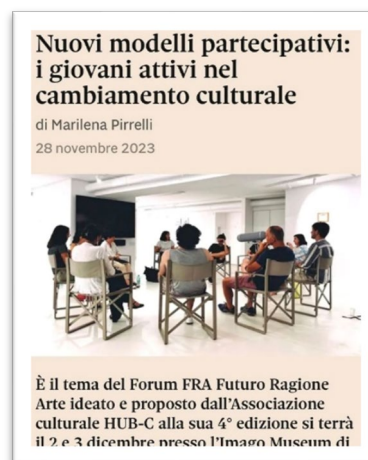 Nuovi modelli partecipativi:
i giovani attivi nel
cambiamento culturale
di Marilena Pirrelli
28 novembre 2023
È il tema del Forum FRA Futuro Ragione
Arte ideato e proposto dall’Associazione
culturale HUB-C alla sua 4° edizione si terrà
il 2 e 3 dicembre presso l’Imago Museum di